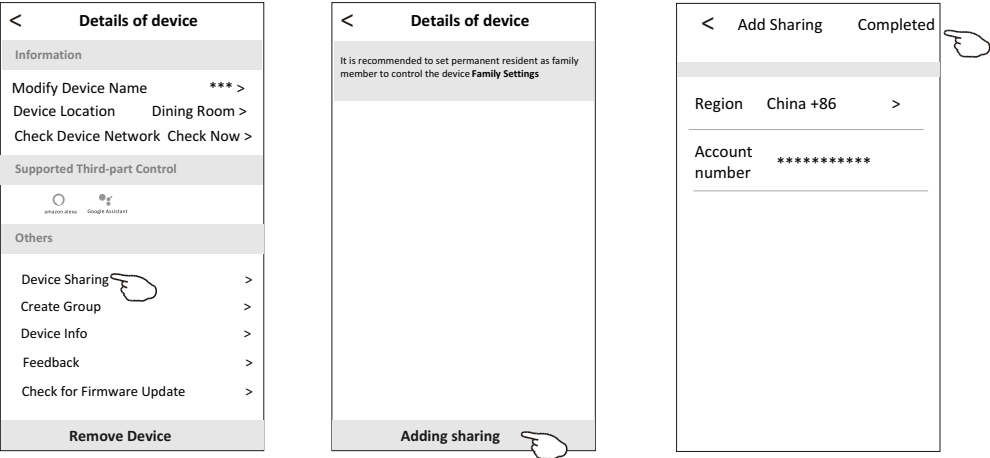 < Details of device
Information
Modify Device Name *** >
Device Location Dining Room >
Check Device Network Check Now >
Supported Third-part Control
amazon alexa Google Assistant
Others
Device Sharing >
Create Group >
Device Info >
Feedback >
Check for Firmware Update >
Remove Device
< Details of device
It is recommended to set permanent resident as family
member to control the device Family Settings
Adding sharing
< Add Sharing Completed
Region China +86 >
Account
number ***********